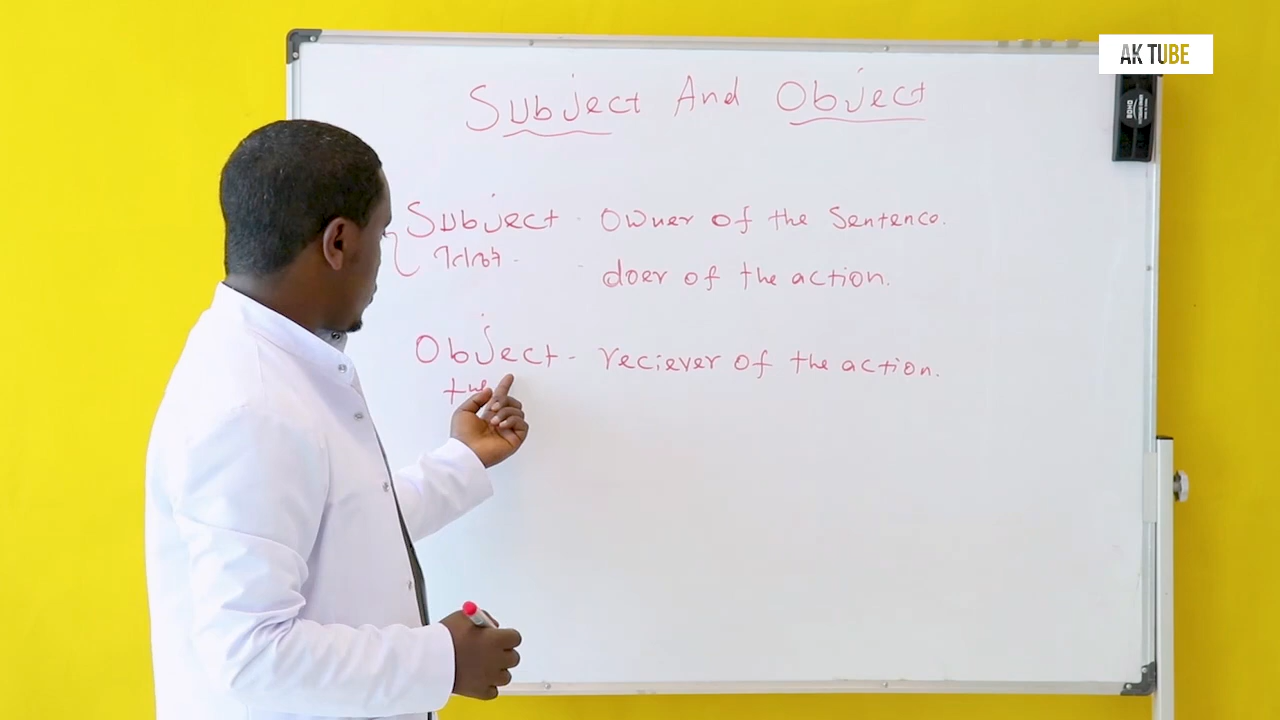 AK TUBE
Subject And Object
Subject - Owner of the Sentence.
doer of the action.
Object - reciever of the action.
BOHO